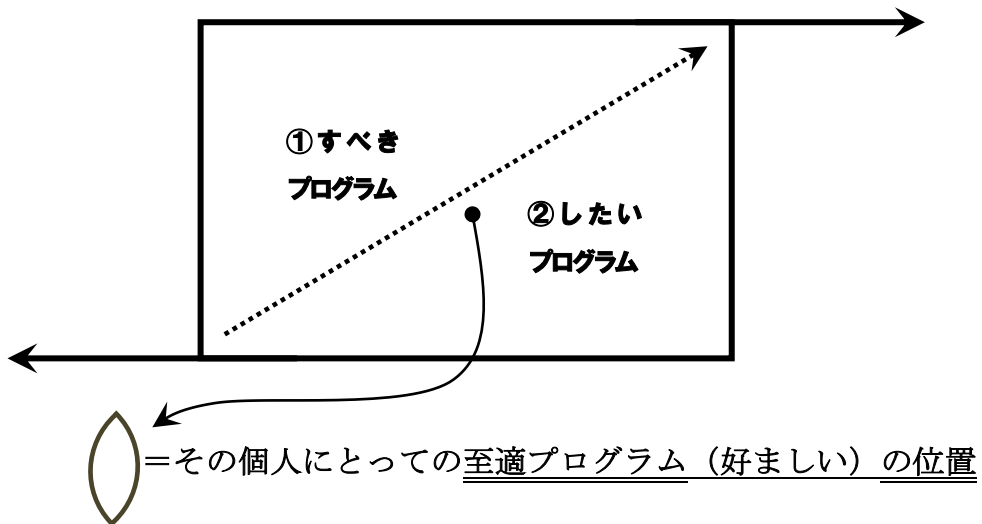 ①すべき
プログラム
②したい
プログラム
＝その個人にとっての至適プログラム（好ましい）の位置